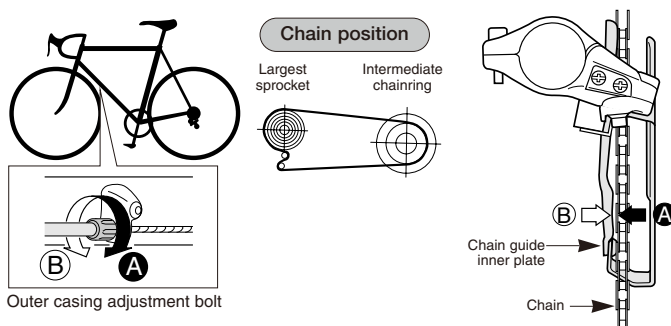 Chain position
Largest
sprocket
Intermediate
chainring
B
A
Outer casing adjustment bolt
B
A
Chain guide
inner plate
Chain